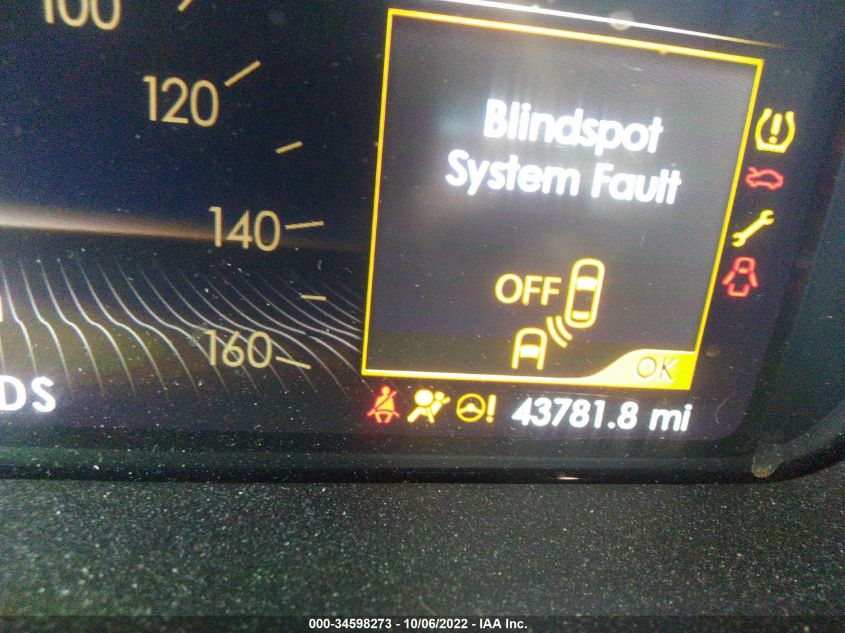 100
120
140
160
DS
Blindspot
System Fault
OFF
OK
43781.8 mi
000-34598273 - 10/06/2022 - IAA Inc.